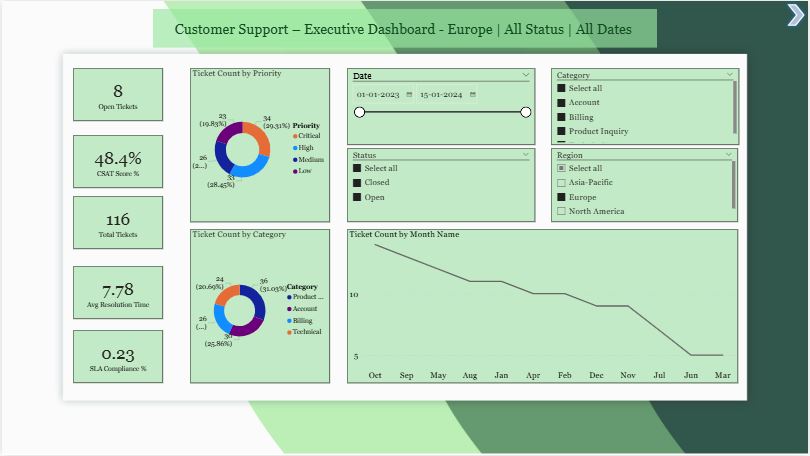 Customer Support – Executive Dashboard - Europe | All Status | All Dates
8
Open Tickets
48.4%
CSAT Score %
116
Total Tickets
7.78
Avg Resolution Time
0.23
SLA Compliance %
Ticket Count by Priority
23
(19.83%)
34
(29.31%)
26
(2...)
33
(28.45%)
Priority
Critical
High
Medium
Low
Date
01-01-2023
15-01-2024
Category
Select all
Account
Billing
Product Inquiry
Status
Select all
Closed
Open
Region
Select all
Asia-Pacific
Europe
North America
Ticket Count by Category
24
(20.69%)
36
(31.03%)
26
(...)
30
(25.86%)
Category
Product ...
Account
Billing
Technical
Ticket Count by Month Name
10
5
Oct Sep May Aug Jan Apr Feb Dec Nov Jul Jun Mar